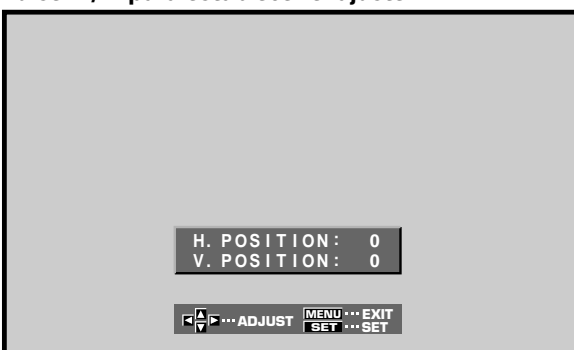 H. POSITION: 0
V. POSITION: 0
◀▲▼▶··· ADJUST MENU ··· EXIT
SET ··· SET